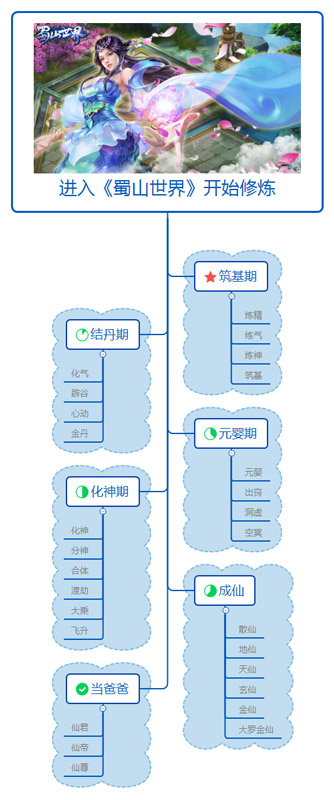 蜀山世界
进入《蜀山世界》开始修炼
筑基期
炼精
炼气
炼神
筑基
结丹期
化气
辟谷
心动
金丹
元婴期
元婴
出窍
洞虚
空冥
化神期
化神
分神
合体
渡劫
大乘
飞升
成仙
散仙
地仙
天仙
玄仙
金仙
大罗金仙
当爸爸
仙君
仙帝
仙尊